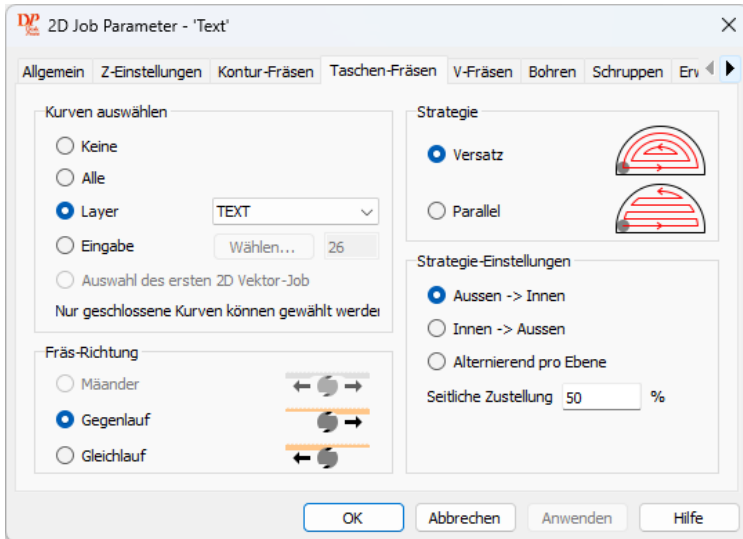 2D Job Parameter - 'Text'
Allgemein Z-Einstellungen Kontur-Fräsen Taschen-Fräsen V-Fräsen Bohren Schruppen
Kurven auswählen
Keine
Alle
Layer TEXT
Eingabe Wählen... 26
Auswahl des ersten 2D Vektor-Job
Nur geschlossene Kurven können gewählt werde
Fräs-Richtung
Mäander
Gegenlauf
Gleichlauf
Strategie
Versatz
Parallel
Strategie-Einstellungen
Aussen -> Innen
Innen -> Aussen
Alternierend pro Ebene
Seitliche Zustellung 50 %
OK Abbrechen Anwenden Hilfe